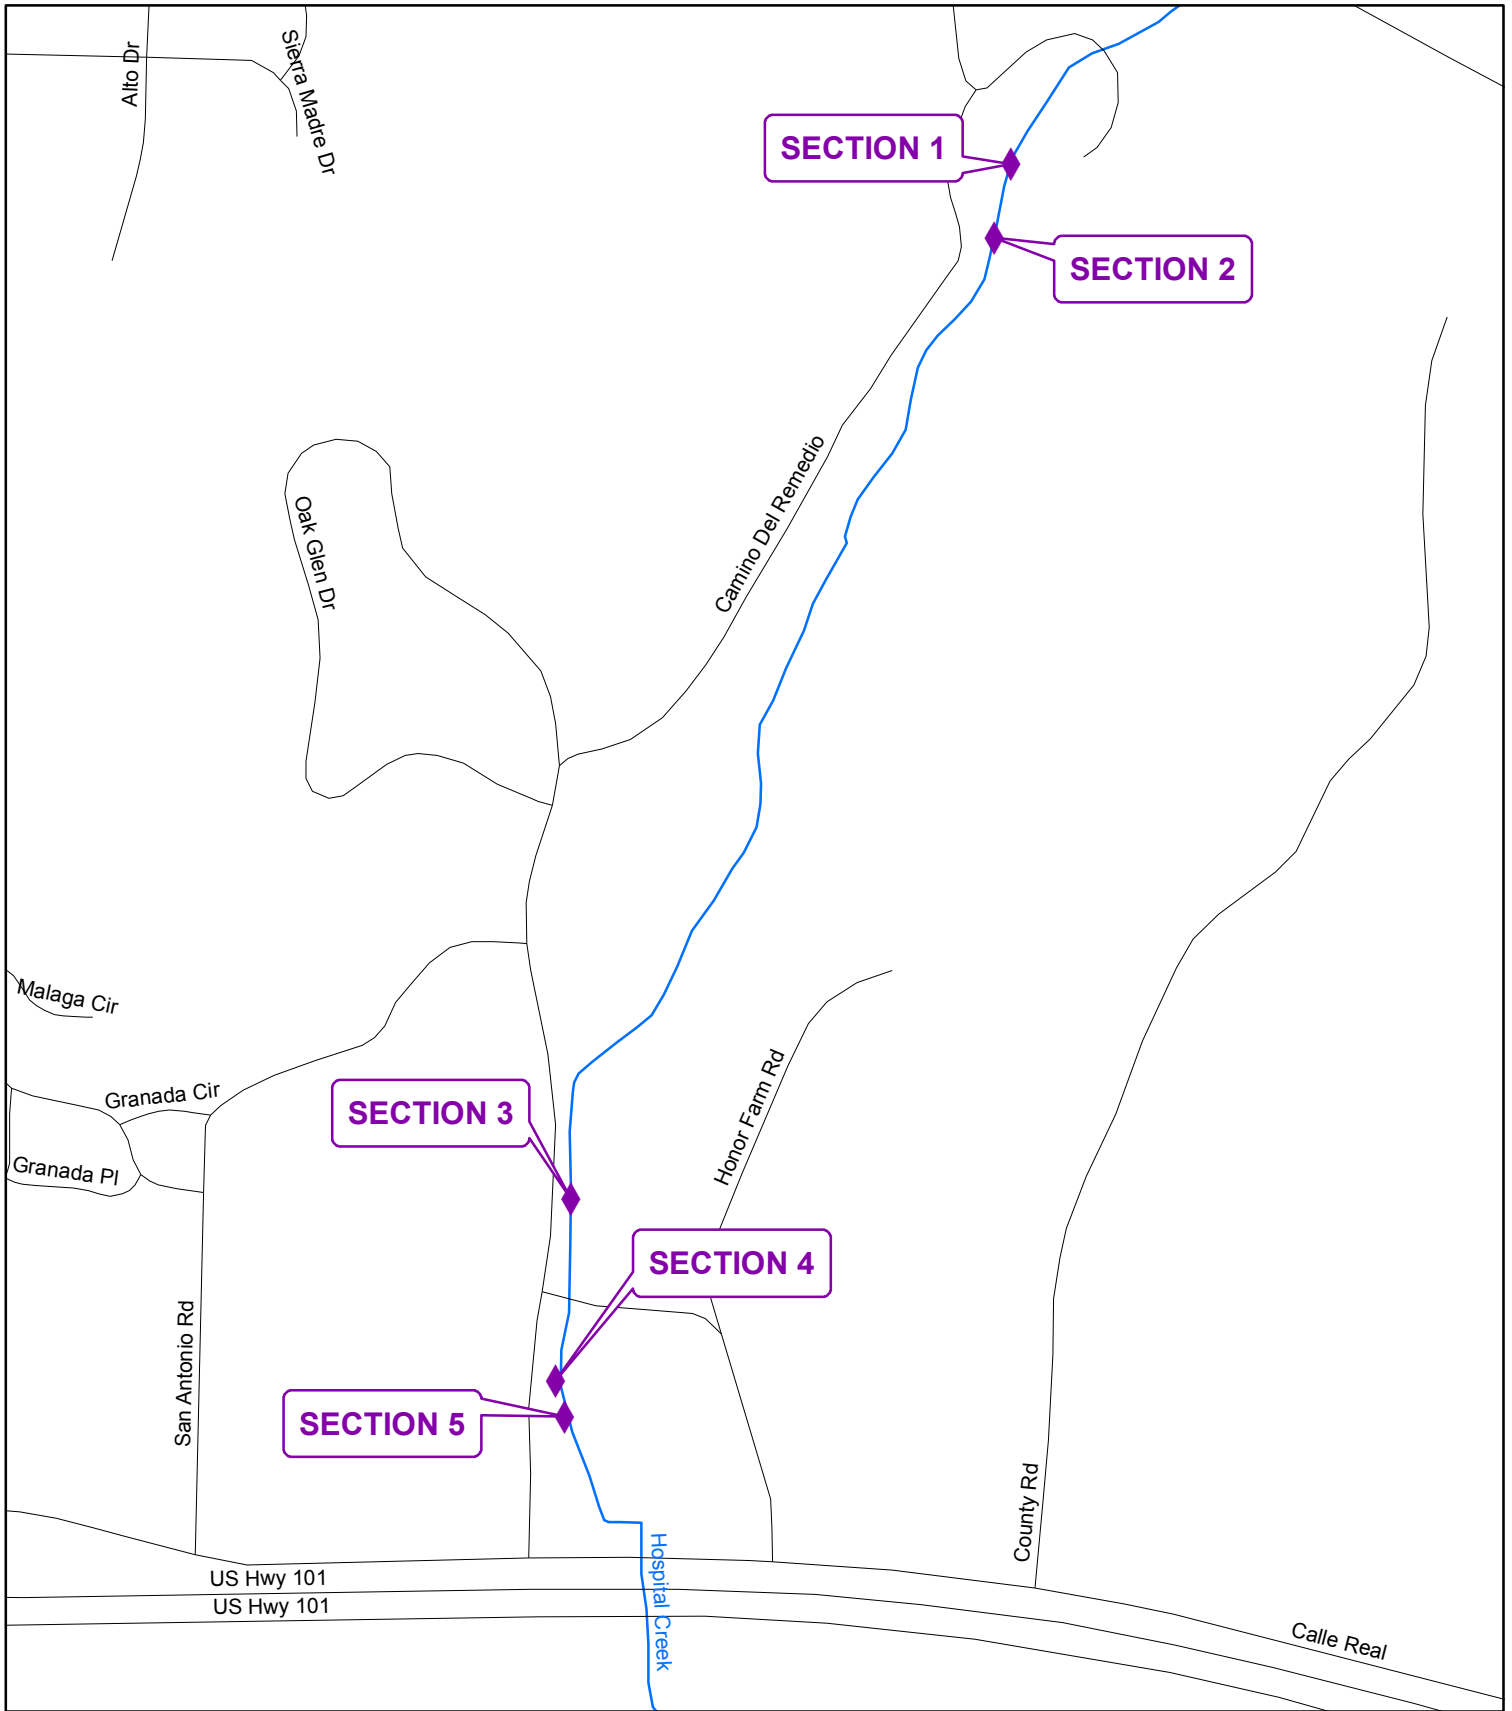 Alto Dr
Sierra Madre Dr
SECTION 1
SECTION 2
Camino Del Remedio
Oak Glen Dr
Malaga Cir
Granada Cir
SECTION 3
Honor Farm Rd
Granada Pl
SECTION 4
San Antonio Rd
SECTION 5
County Rd
Hospital Creek
US Hwy 101
US Hwy 101
Calle Real